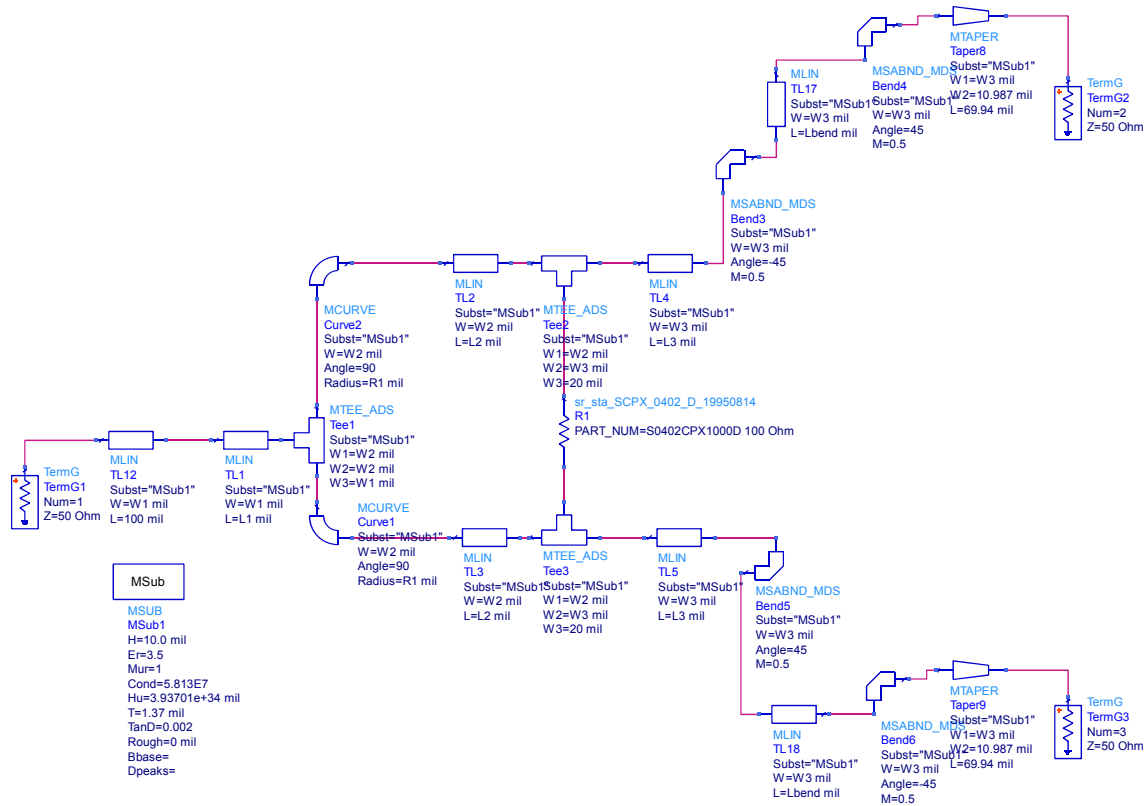 MTAPER
Taper8
Subst="MSub1"
W1=W3 mil
W2=10.987 mil
L=69.94 mil
TermG
TermG2
Num=2
Z=50 Ohm
MSABND_MDS
Bend4
Subst="MSub1"
W=W3 mil
Angle=45
M=0.5
MLIN
TL17
Subst="MSub1"
W=W3 mil
L=Lbend mil
MSABND_MDS
Bend3
Subst="MSub1"
W=W3 mil
Angle=-45
M=0.5
MLIN
TL2
Subst="MSub1"
W=W2 mil
L=L2 mil
MTEE_ADS
Tee2
Subst="MSub1"
W1=W2 mil
W2=W3 mil
W3=20 mil
MLIN
TL4
Subst="MSub1"
W=W3 mil
L=L3 mil
MCURVE
Curve2
Subst="MSub1"
W=W2 mil
Angle=90
Radius=R1 mil
sr_sta_SCPX_0402_D_19950814
R1
PART_NUM=S0402CPX1000D 100 Ohm
MTEE_ADS
Tee1
Subst="MSub1"
W1=W2 mil
W2=W2 mil
W3=W1 mil
TermG
TermG1
Num=1
Z=50 Ohm
MLIN
TL12
Subst="MSub1"
W=W1 mil
L=100 mil
MLIN
TL1
Subst="MSub1"
W=W1 mil
L=L1 mil
MCURVE
Curve1
Subst="MSub1"
W=W2 mil
Angle=90
Radius=R1 mil
MLIN
TL3
Subst="MSub1"
W=W2 mil
L=L2 mil
MTEE_ADS
Tee3
Subst="MSub1"
W1=W2 mil
W2=W3 mil
W3=20 mil
MLIN
TL5
Subst="MSub1"
W=W3 mil
L=L3 mil
MSABND_MDS
Bend5
Subst="MSub1"
W=W3 mil
Angle=45
M=0.5
MSub
MSUB
MSub1
H=10.0 mil
Er=3.5
Mur=1
Cond=5.813E7
Hu=3.93701e+34 mil
T=1.37 mil
TanD=0.002
Rough=0 mil
Bbase=
Dpeaks=
MLIN
TL18
Subst="MSub1"
W=W3 mil
L=Lbend mil
MSABND_MDS
Bend6
Subst="MSub1"
W=W3 mil
Angle=-45
M=0.5
MTAPER
Taper9
Subst="MSub1"
W1=W3 mil
W2=10.987 mil
L=69.94 mil
TermG
TermG3
Num=3
Z=50 Ohm